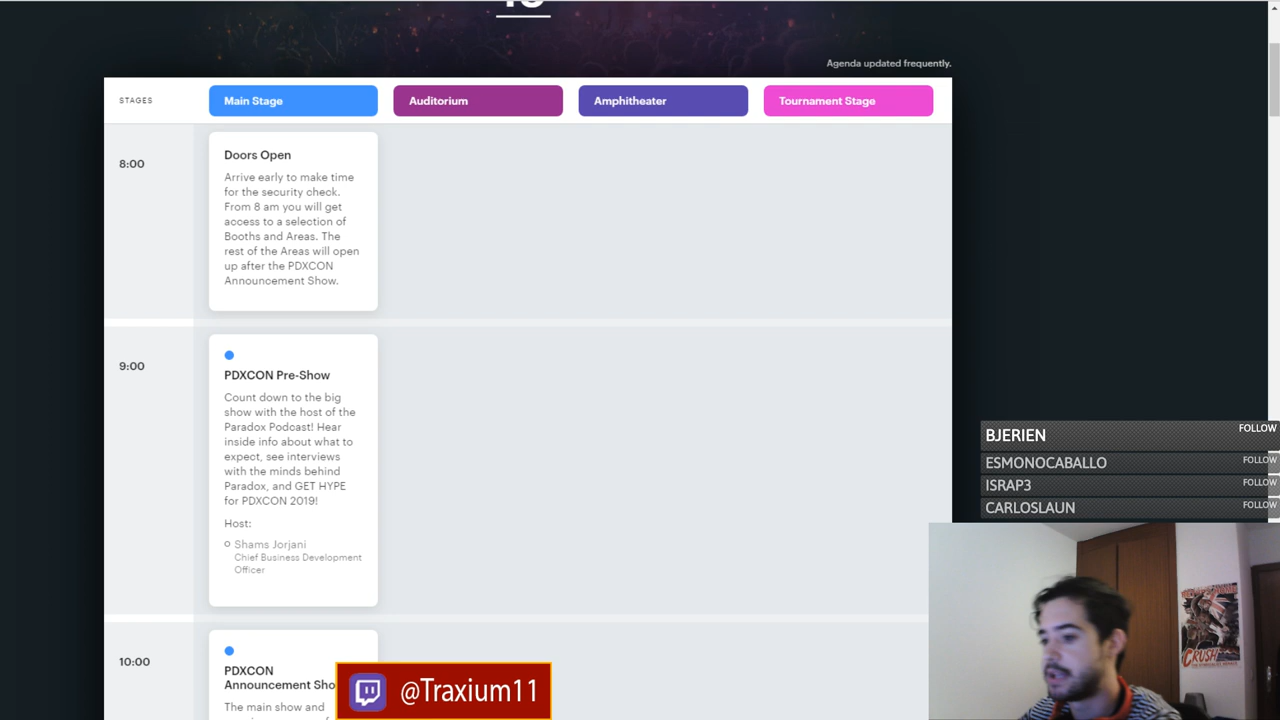 Agenda updated frequently.
STAGES
Main Stage
Auditorium
Amphitheater
Tournament Stage
8:00
Doors Open
Arrive early to make time
for the security check.
From 8 am you will get
access to a selection of
Booths and Areas. The
rest of the Areas will open
up after the PDXCON
Announcement Show.
9:00
PDXCON Pre-Show
Count down to the big
show with the host of the
Paradox Podcast! Hear
inside info about what to
expect, see interviews
with the minds behind
Paradox, and GET HYPE
for PDXCON 2019!
Host:
Shams Jorjani
Chief Business Development
Officer
10:00
PDXCON
Announcement Sho
The main show and
@Traxium11
BJERIEN FOLLOW
ESMONOCABALLO FOLLOW
ISRAP3 FOLLOW
CARLOSLAUN FOLLOW
CRUSH